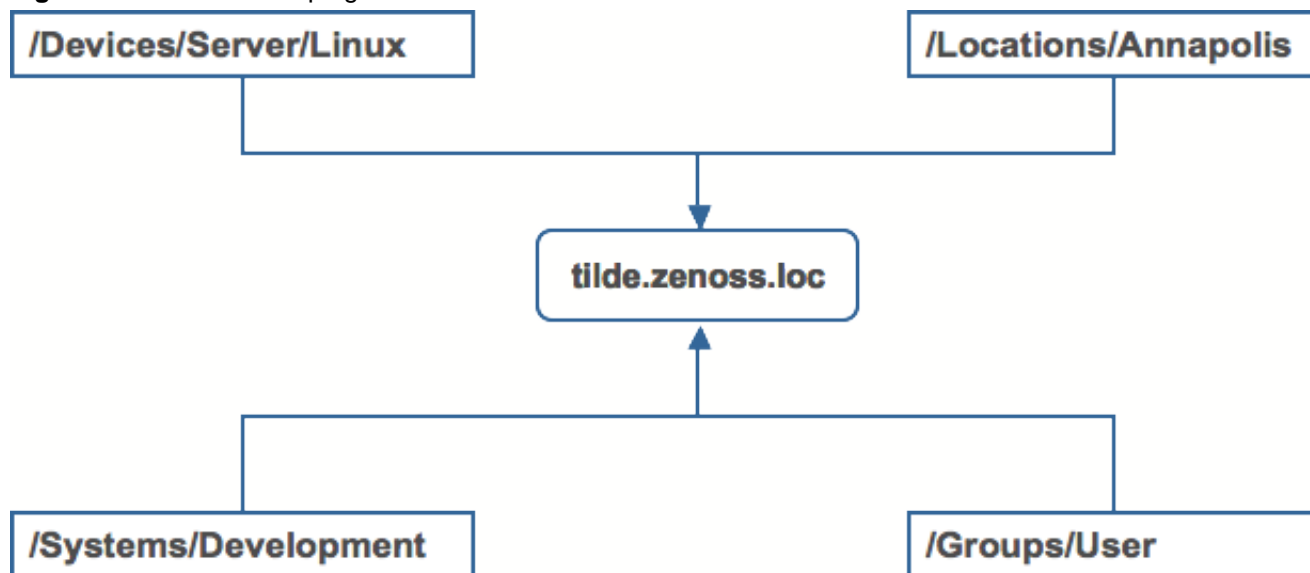 /Devices/Server/Linux
/Locations/Annapolis
tilde.zenoss.loc
/Systems/Development
/Groups/User